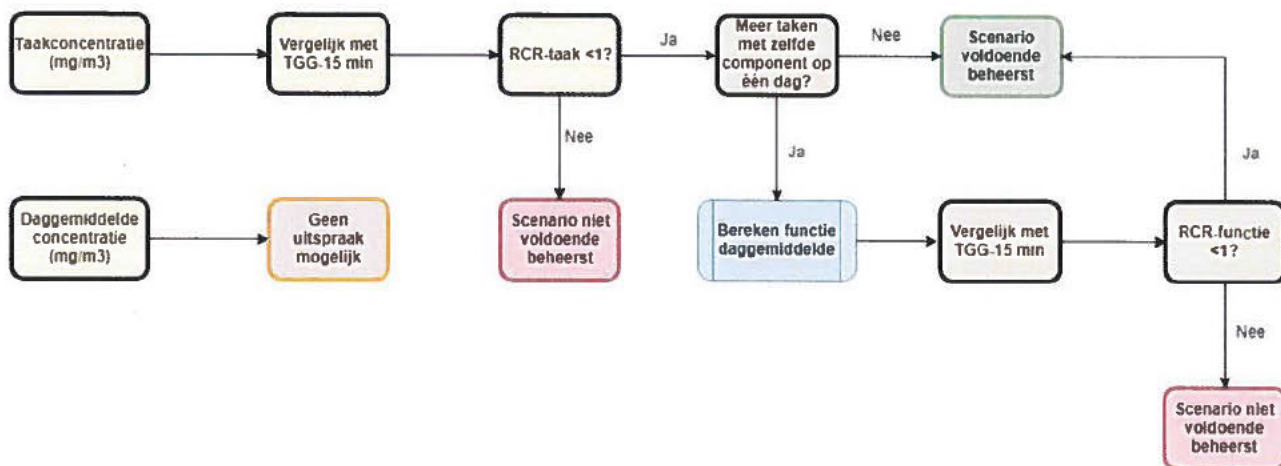 Taakconcentratie
(mg/m3)
Vergelijk met
TGG-15 min
RCR-taak <1?
Ja
Meer taken
met zelfde
component op
één dag?
Nee
Scenario
voldoende
beheerst
Nee
Ja
Ja
Daggemiddelde
concentratie
(mg/m3)
Geen
uitspraak
mogelijk
Scenario niet
voldoende
beheerst
Bereken functie
daggemiddelde
Vergelijk met
TGG-15 min
RCR-functie
<1?
Nee
Scenario niet
voldoende
beheerst